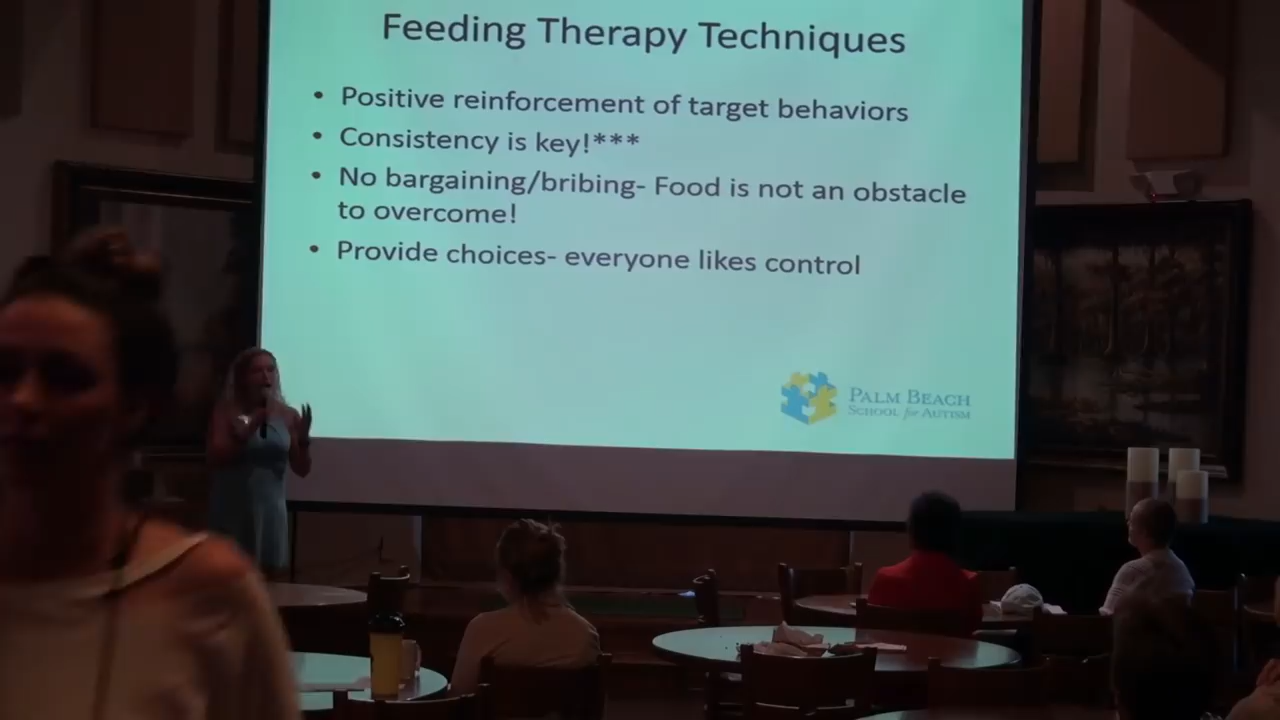 Feeding Therapy Techniques
• Positive reinforcement of target behaviors
• Consistency is key!***
• No bargaining/bribing- Food is not an obstacle
to overcome!
• Provide choices- everyone likes control
PALM BEACH
SCHOOL for AUTISM